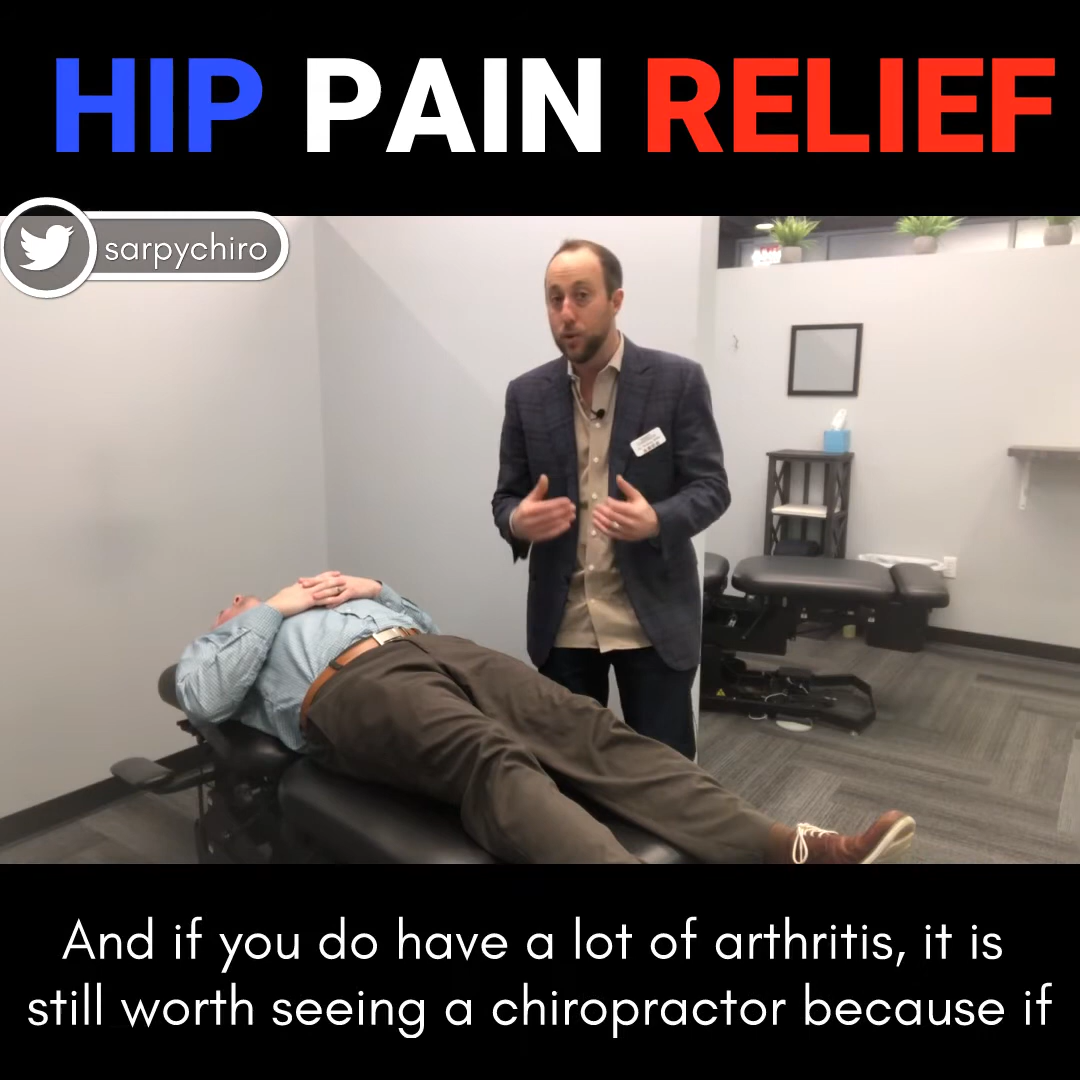 HIP PAIN RELIEF
sarpychiro
And if you do have a lot of arthritis, it is
still worth seeing a chiropractor because if